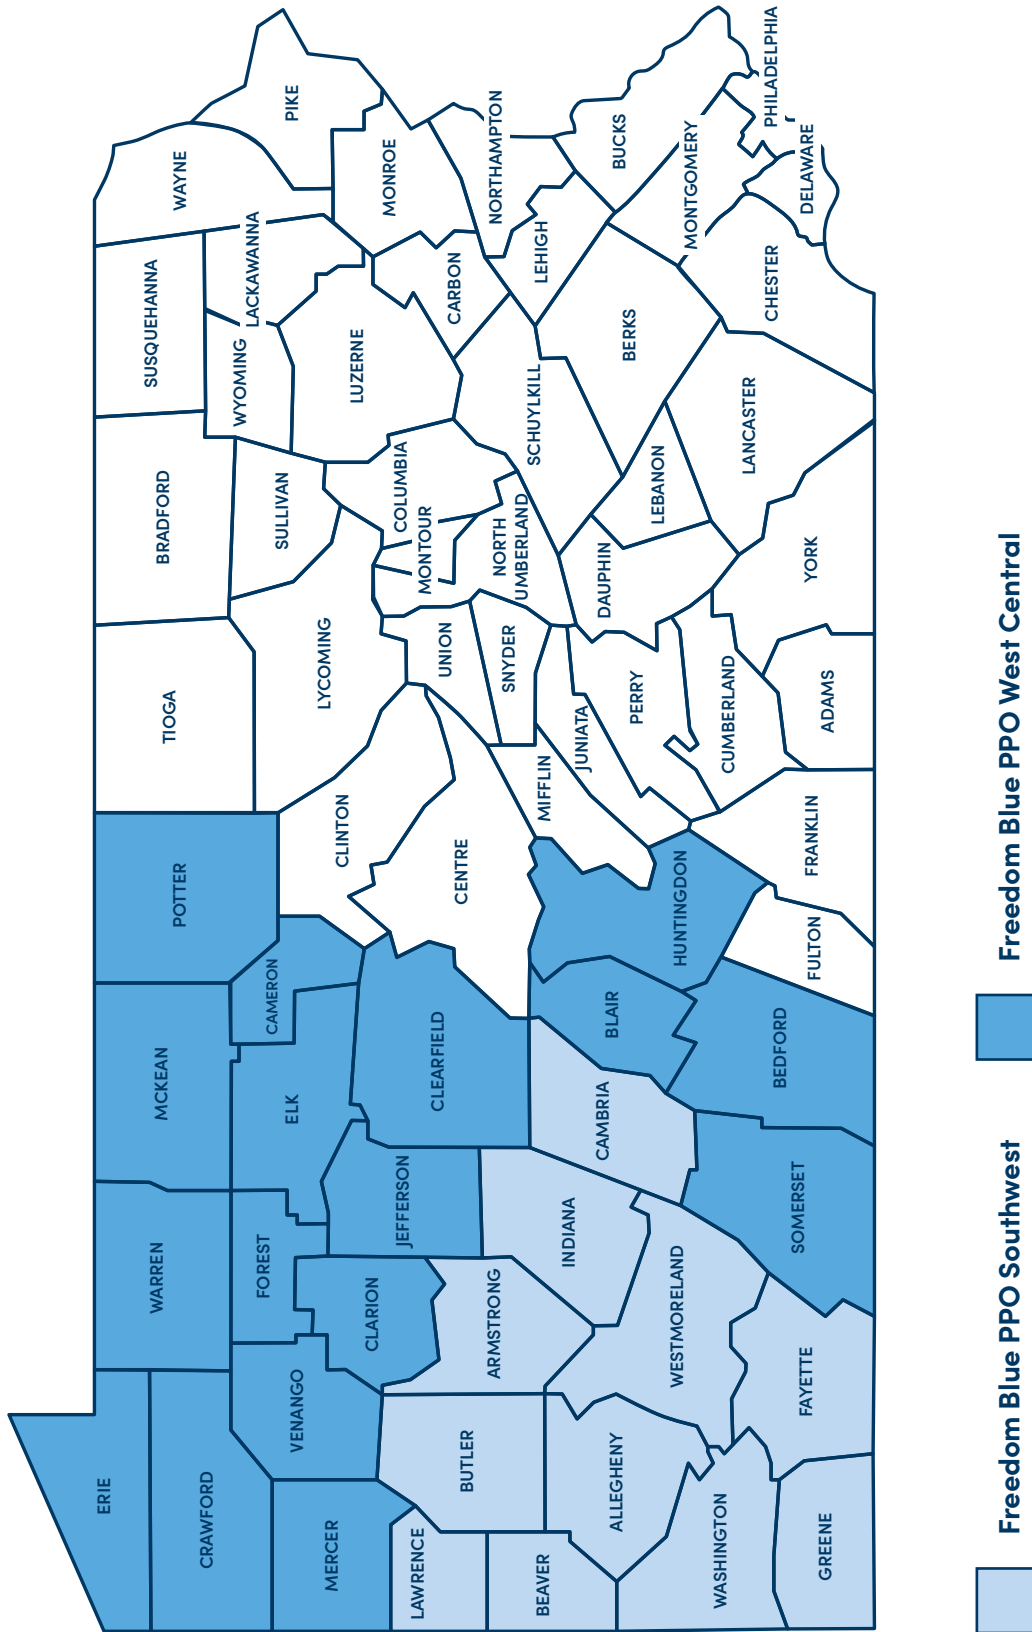 ERIE
CRAWFORD
MERCER
LAWRENCE
BEAVER
WASHINGTON
GREENE
WARREN
VENANGO
BUTLER
ALLEGHENY
FAYETTE
FOREST
CLARION
ARMSTRONG
WESTMORELAND
MCKEAN
ELK
JEFFERSON
INDIANA
SOMERSET
POTTER
CAMERON
CLEARFIELD
CAMBRIA
BLAIR
BEDFORD
HUNTINGDON
FULTON
FRANKLIN
TIOGA
CLINTON
CENTRE
MIFFLIN
JUNIATA
PERRY
CUMBERLAND
ADAMS
LYCOMING
UNION
SNYDER
BRADFORD
SULLIVAN
COLUMBIA
MONTOUR
NORTH
UMBERLAND
DAUPHIN
YORK
LEBANON
LANCASTER
SUSQUEHANNA
WYOMING
LACKAWANNA
LUZERNE
SCHUYLKILL
BERKS
CARBON
LEHIGH
CHESTER
WAYNE
PIKE
MONROE
NORTHAMPTON
BUCKS
MONTGOMERY
DELAWARE
PHILADELPHIA
Freedom Blue PPO Southwest
Freedom Blue PPO West Central